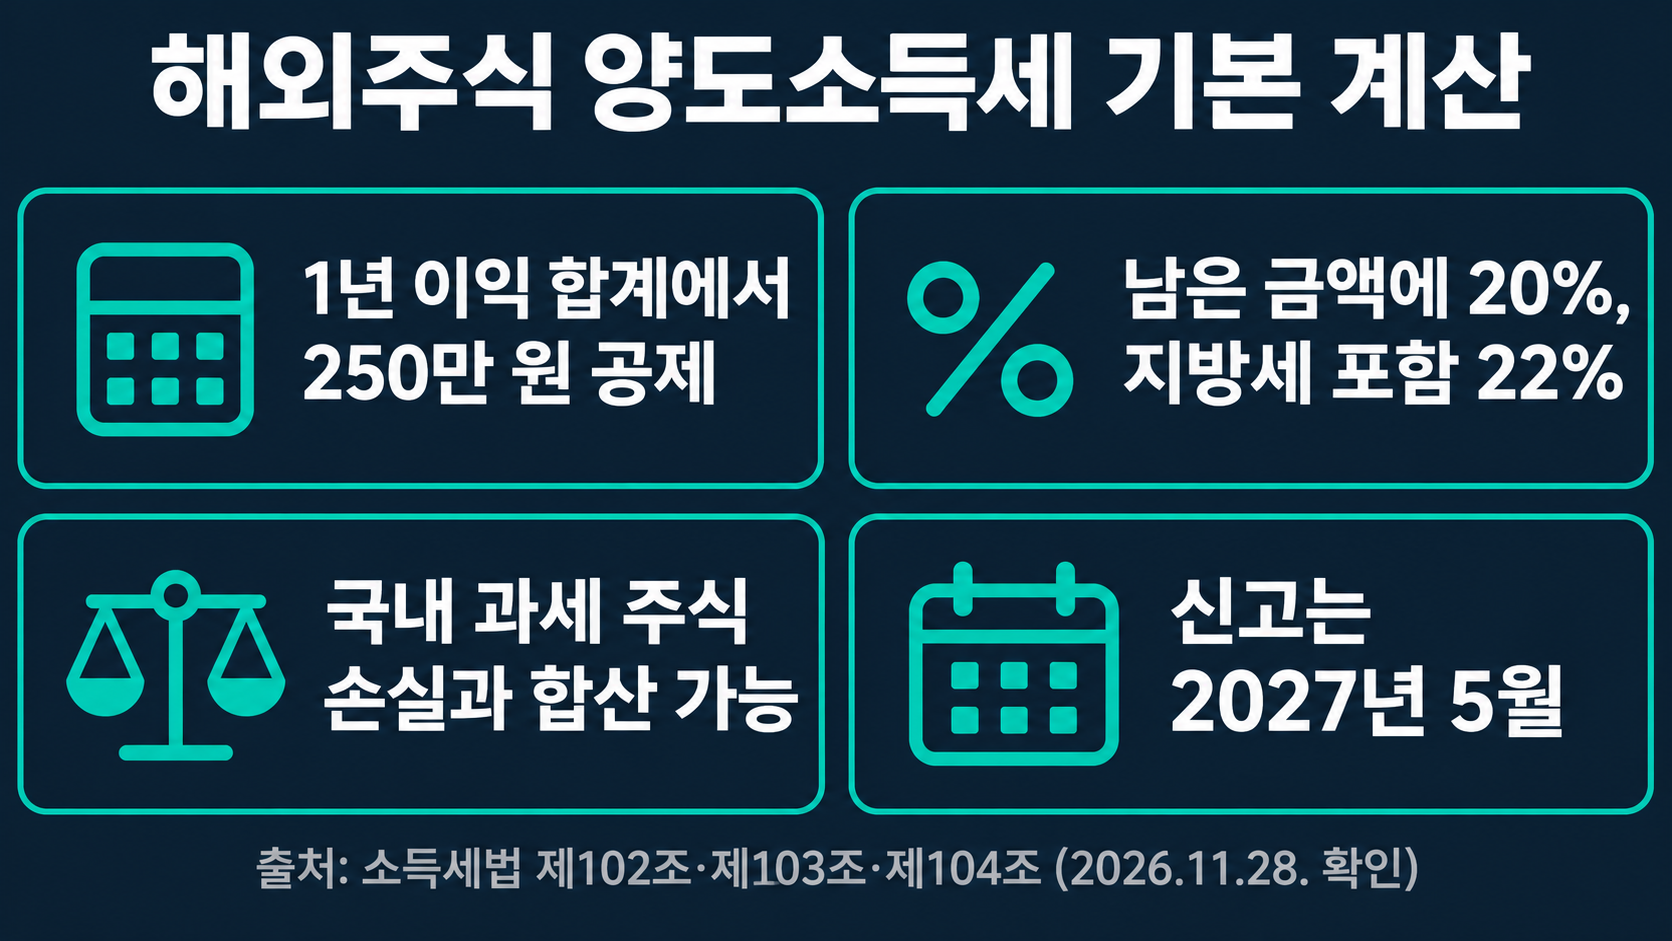 해외주식 양도소득세 기본 계산
1년 이익 합계에서
250만 원 공제
남은 금액에 20%,
지방세 포함 22%
국내 과세 주식
손실과 합산 가능
신고는
2027년 5월
출처: 소득세법 제102조·제103조·제104조 (2026.11.28. 확인)